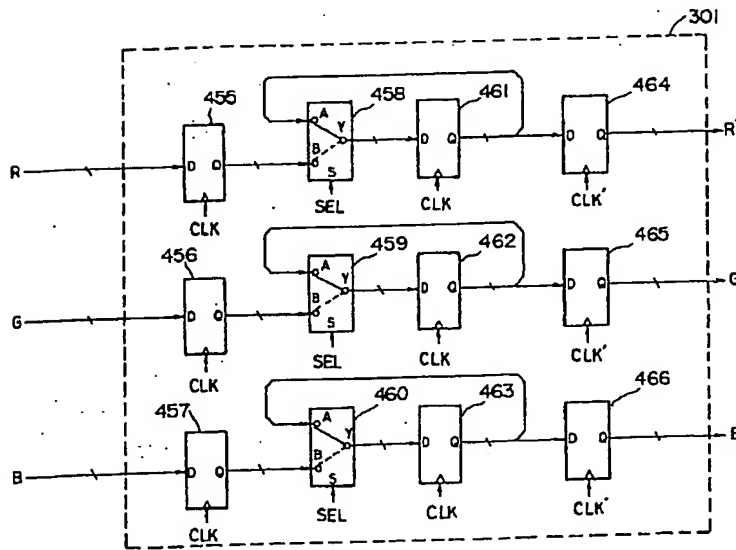 301
455
458
461
464
A
Y
D Q
B
D Q
D Q
R
S
R'
CLK
SEL
CLK
CLK'
456
459
462
465
A
Y
D Q
B
D Q
D Q
G
S
G
CLK
SEL
CLK
CLK'
457
460
463
466
A
Y
D Q
B
D Q
D Q
B
S
CLK
SEL
CLK
CLK'